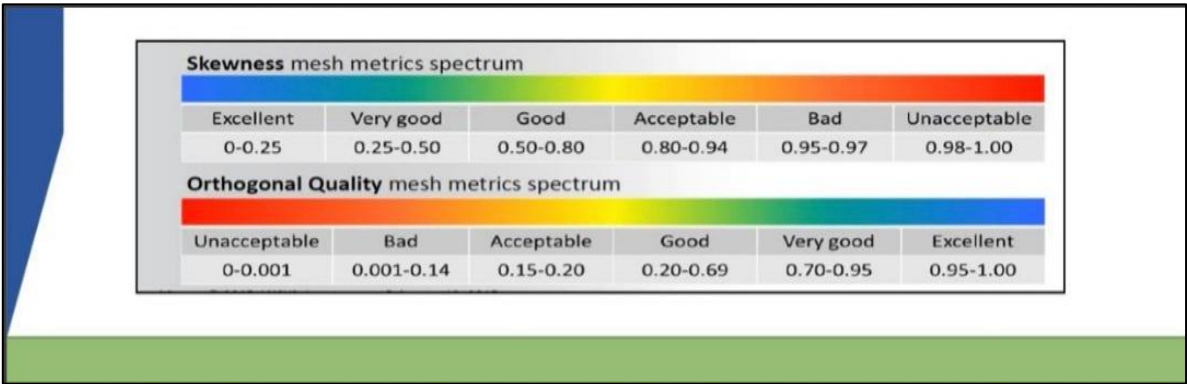 Skewness mesh metrics spectrum
Excellent Very good Good Acceptable Bad Unacceptable
0-0.25 0.25-0.50 0.50-0.80 0.80-0.94 0.95-0.97 0.98-1.00
Orthogonal Quality mesh metrics spectrum
Unacceptable Bad Acceptable Good Very good Excellent
0-0.001 0.001-0.14 0.15-0.20 0.20-0.69 0.70-0.95 0.95-1.00